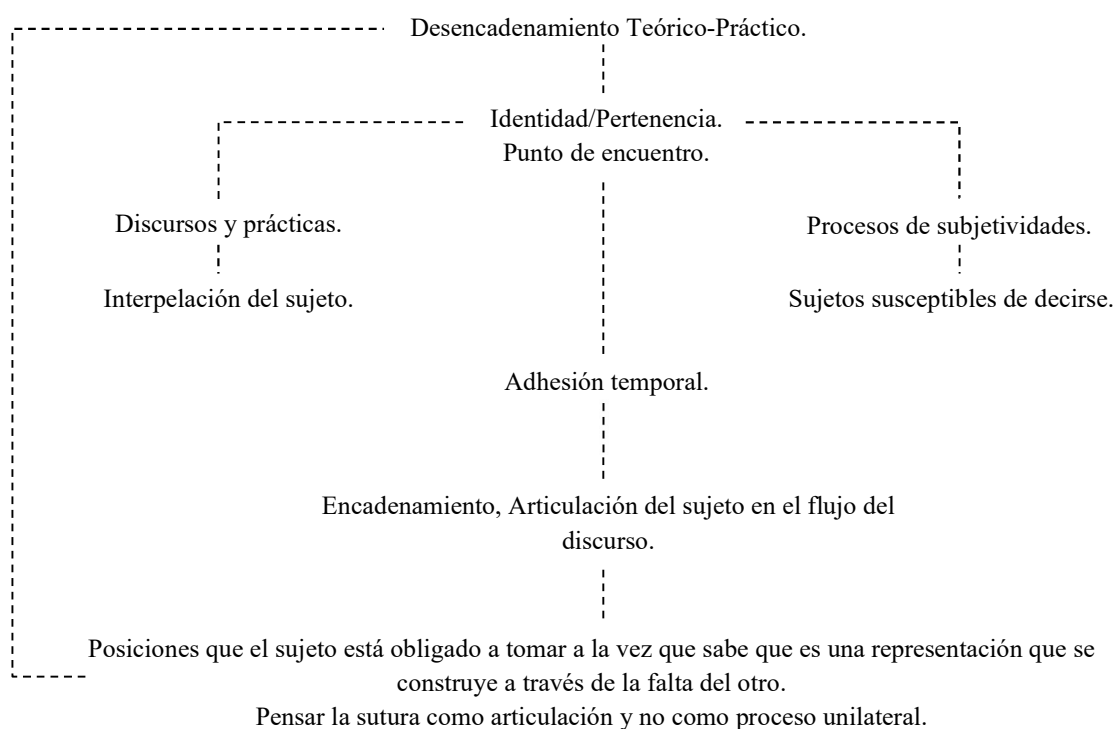 Desencadenamiento Teórico-Práctico.
Identidad/Pertenencia.
Punto de encuentro.
Discursos y prácticas.
Procesos de subjetividades.
Interpelación del sujeto.
Sujetos susceptibles de decirse.
Adhesión temporal.
Encadenamiento, Articulación del sujeto en el flujo del
discurso.
Posiciones que el sujeto está obligado a tomar a la vez que sabe que es una representación que se
construye a través de la falta del otro.
Pensar la sutura como articulación y no como proceso unilateral.